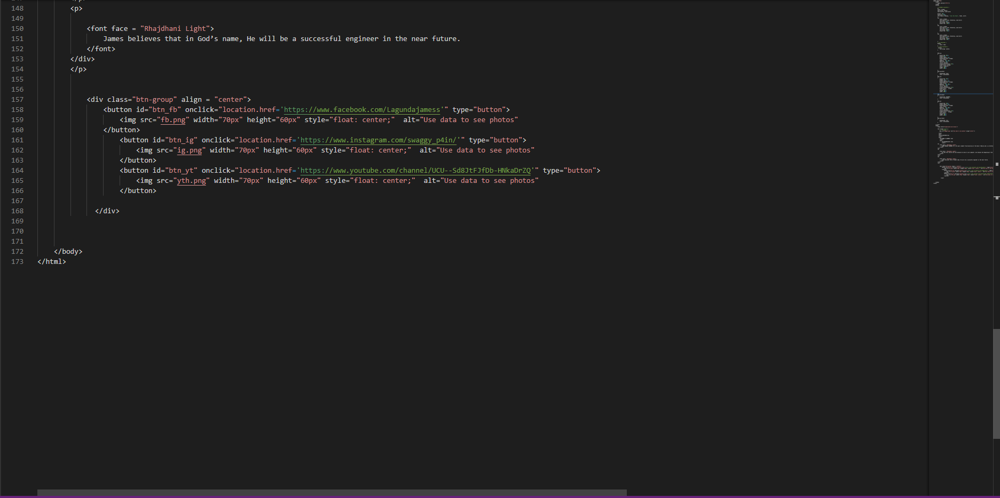 148 <p>
149
150 <font face = "Rhajdhani Light">
151 James believes that in God’s name, He will be a successful engineer in the near future.
152 </font>
153 </div>
154 </p>
155
156
157 <div class="btn-group" align = "center">
158 <button id="btn_fb" onclick="location.href='https://www.facebook.com/Lagundajamess'" type="button">
159 <img src="fb.png" width="70px" height="60px" style="float: center;"  alt="Use data to see photos"
160 </button>
161 <button id="btn_ig" onclick="location.href='https://www.instagram.com/swaggy_p4in/'" type="button">
162 <img src="ig.png" width="70px" height="60px" style="float: center;"  alt="Use data to see photos"
163 </button>
164 <button id="btn_yt" onclick="location.href='https://www.youtube.com/channel/UCU--Sd8JtFJfDb-HNkaDrZQ'" type="button">
165 <img src="yth.png" width="70px" height="60px" style="float: center;"  alt="Use data to see photos"
166 </button>
167
168 </div>
169
170
171
172 </body>
173 </html>